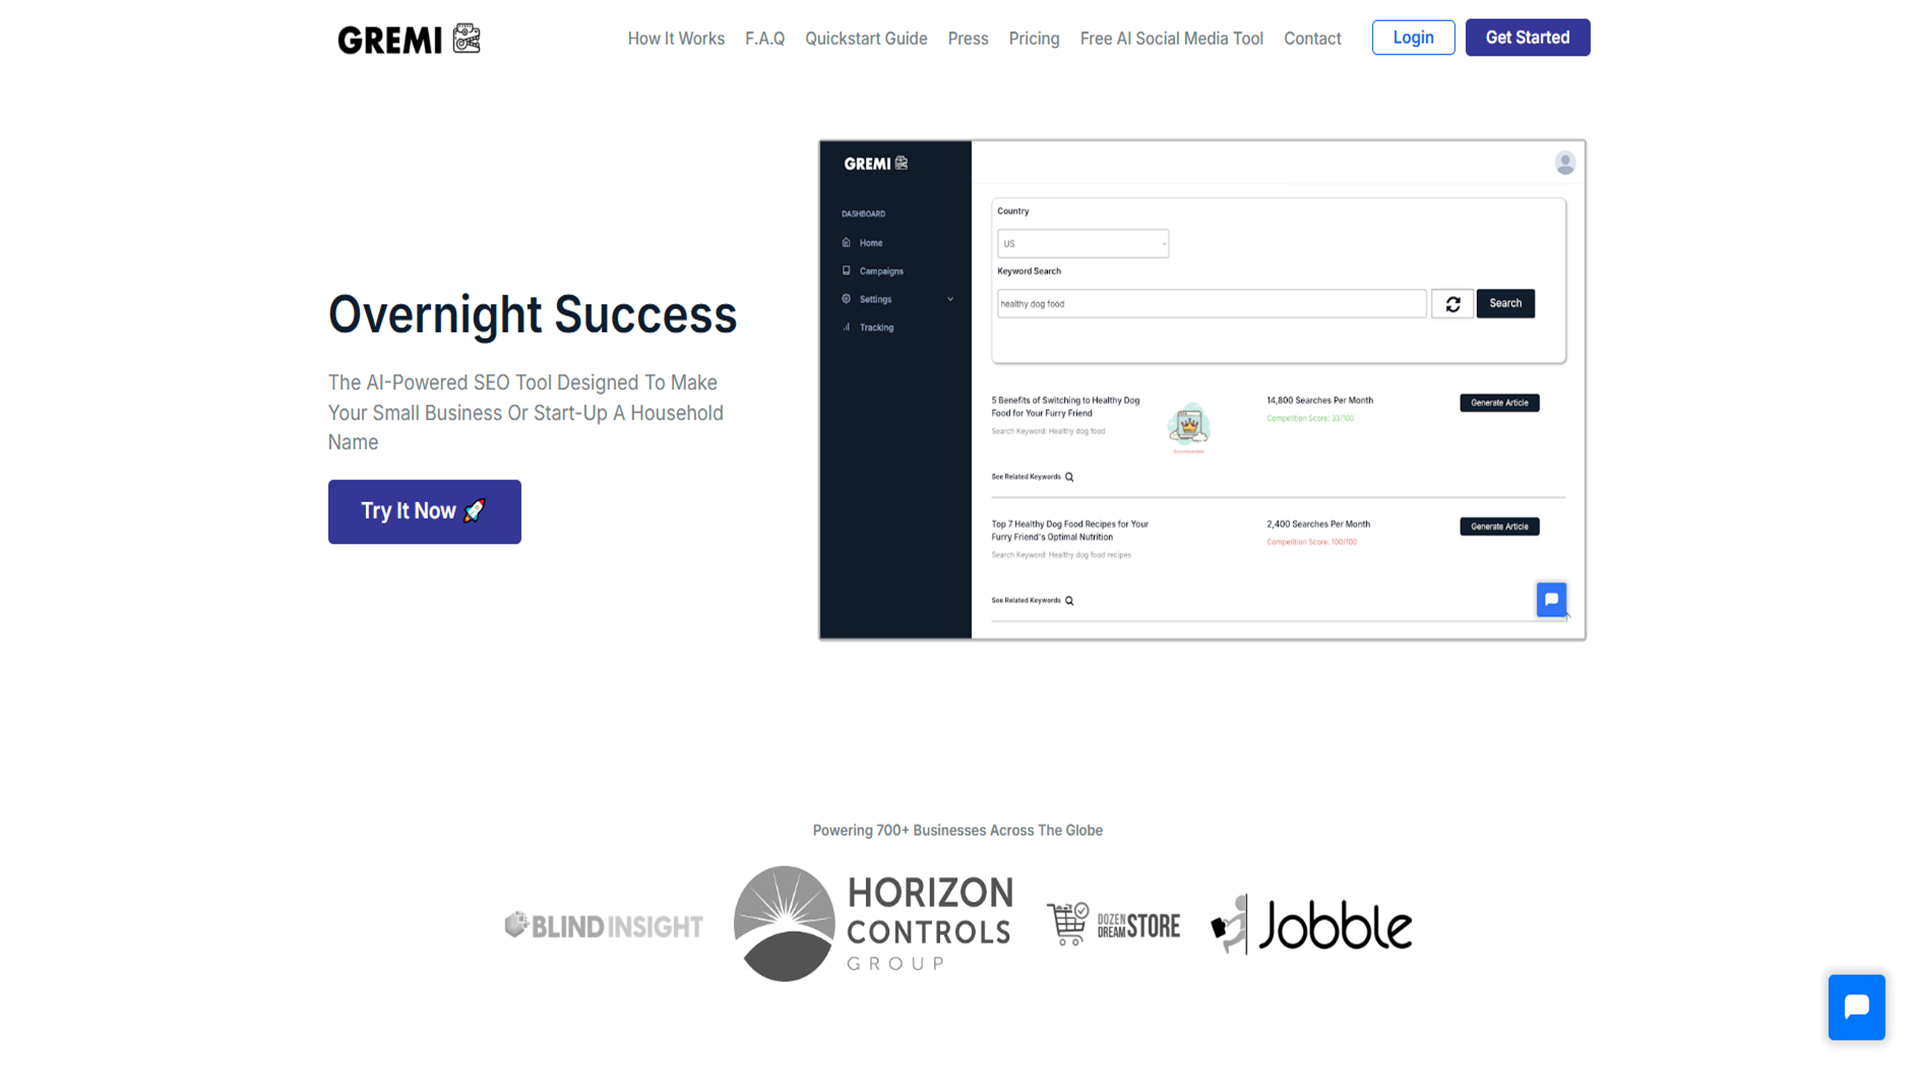 GREMI
How It Works
F.A.Q
Quickstart Guide
Press
Pricing
Free AI Social Media Tool
Contact
Login
Get Started
Overnight Success
The AI-Powered SEO Tool Designed To Make
Your Small Business Or Start-Up A Household
Name
Try It Now
GREMI
DASHBOARD
Home
Campaigns
Settings
Tracking
Country
US
Keyword Search
healthy dog food
Search
5 Benefits of Switching to Healthy Dog
Food for Your Furry Friend
Search Keyword: Healthy dog food
Recommended
14,800 Searches Per Month
Competition Score: 33/100
Generate Article
See Related Keywords
Top 7 Healthy Dog Food Recipes for Your
Furry Friend's Optimal Nutrition
Search Keyword: Healthy dog food recipes
2,400 Searches Per Month
Competition Score: 100/100
Generate Article
See Related Keywords
Powering 700+ Businesses Across The Globe
BLIND INSIGHT
HORIZON
CONTROLS
GROUP
DOZEN
DREAM
STORE
Jobble